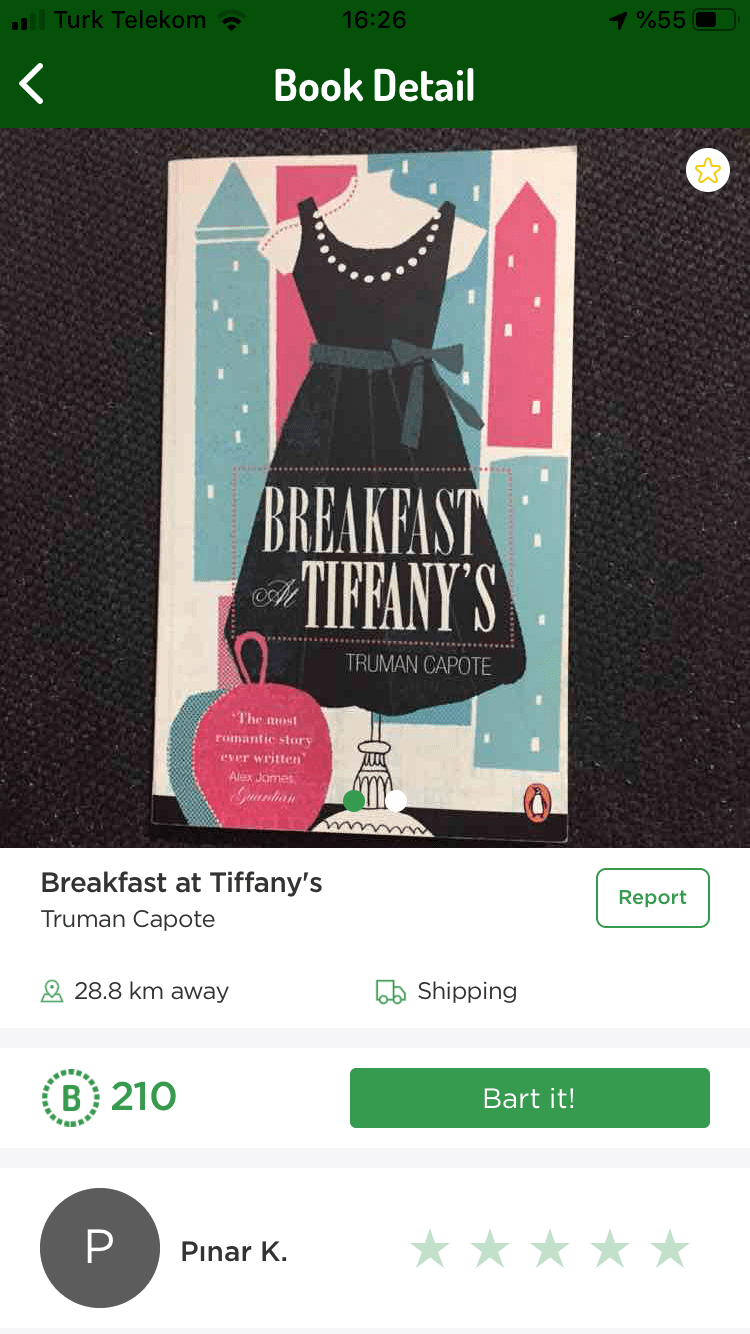 Turk Telekom 16:26 %55
Book Detail
BREAKFAST
At TIFFANY'S
TRUMAN CAPOTE
'The most
romantic story
ever written'
Alex James,
Guardian
Breakfast at Tiffany's
Truman Capote
Report
28.8 km away
Shipping
B 210
Bart it!
P
Pınar K.